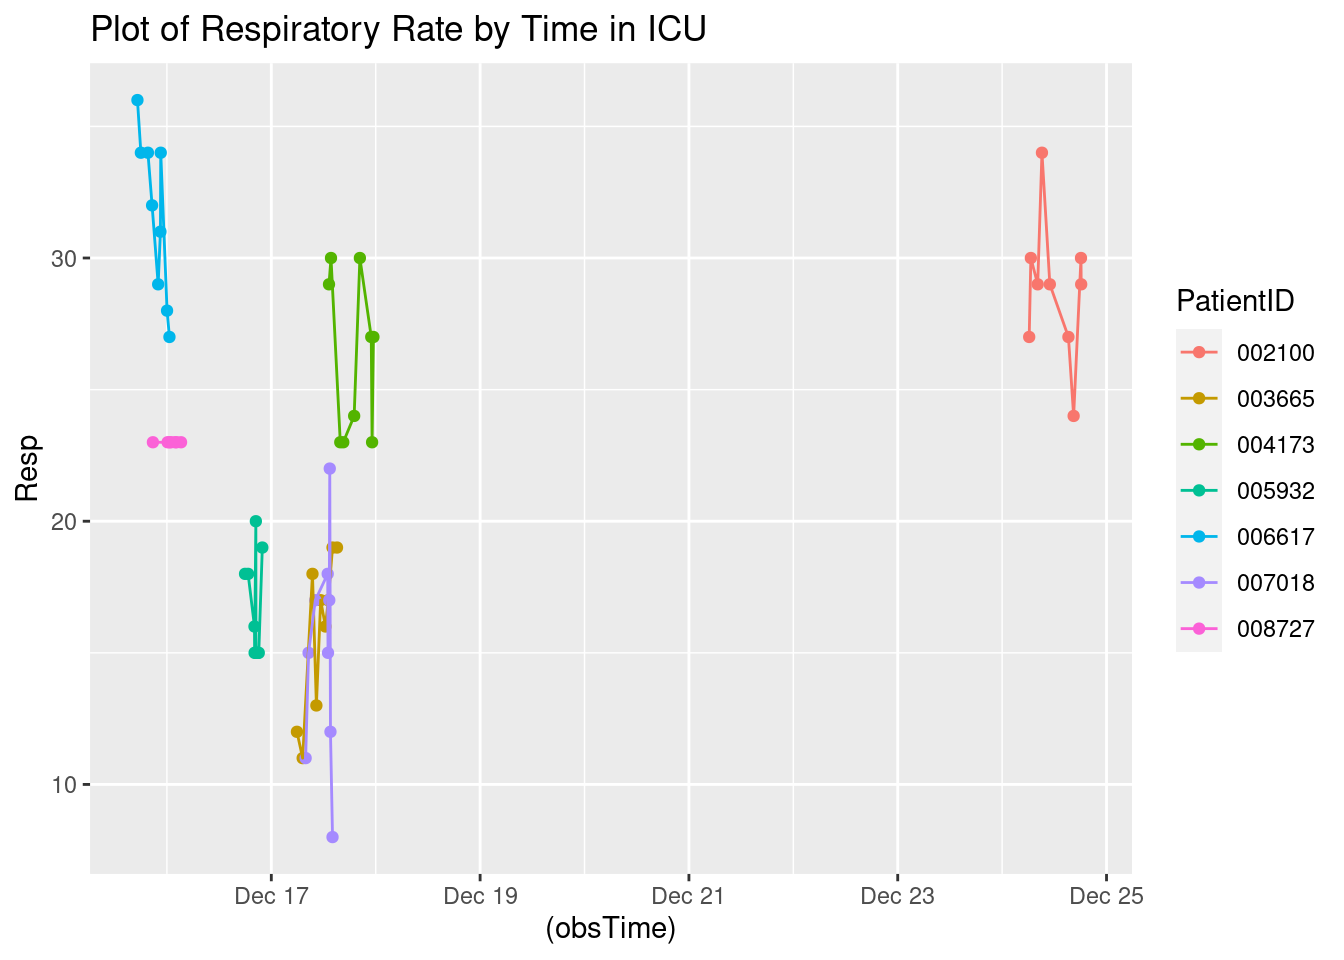 Plot of Respiratory Rate by Time in ICU
30
20
10
Resp
Dec 17
Dec 19
Dec 21
Dec 23
Dec 25
(obsTime)
PatientID
002100
003665
004173
005932
006617
007018
008727